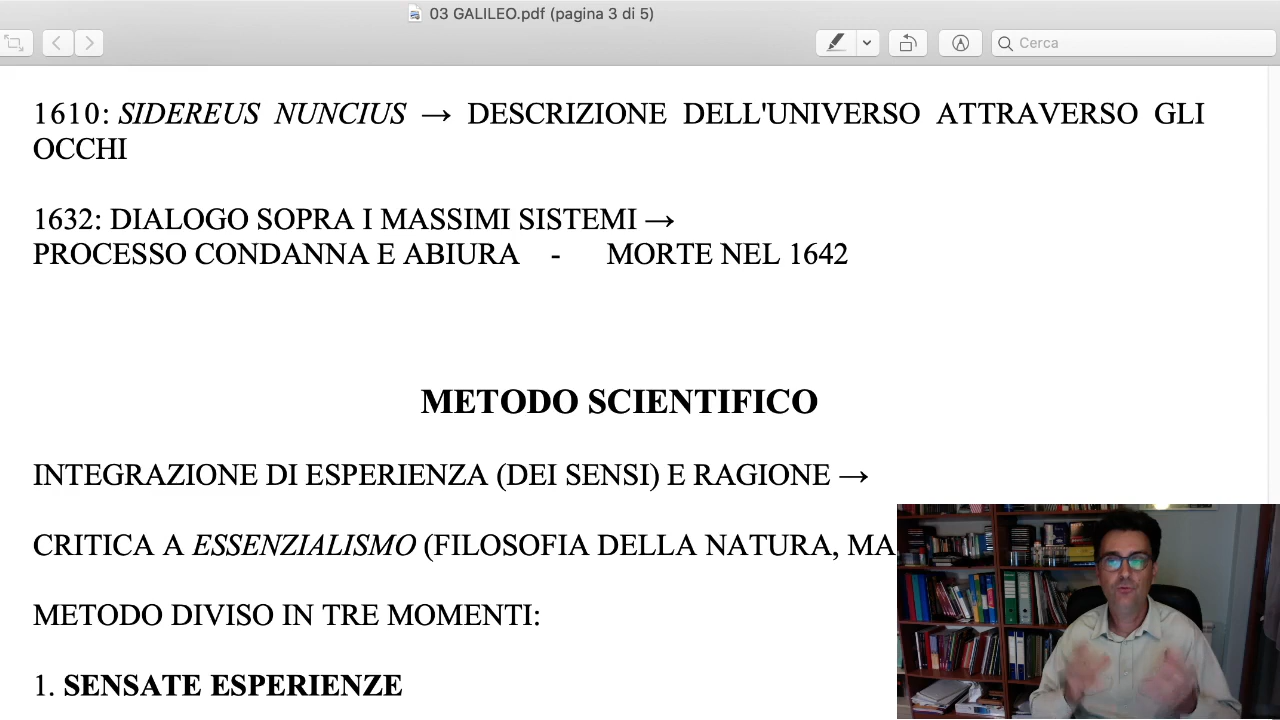 03 GALILEO.pdf (pagina 3 di 5)
Cerca
1610: SIDEREUS NUNCIUS → DESCRIZIONE DELL'UNIVERSO ATTRAVERSO GLI
OCCHI
1632: DIALOGO SOPRA I MASSIMI SISTEMI →
PROCESSO CONDANNA E ABIURA - MORTE NEL 1642
METODO SCIENTIFICO
INTEGRAZIONE DI ESPERIENZA (DEI SENSI) E RAGIONE →
CRITICA A ESSENZIALISMO (FILOSOFIA DELLA NATURA, MA
METODO DIVISO IN TRE MOMENTI:
1. SENSATE ESPERIENZE